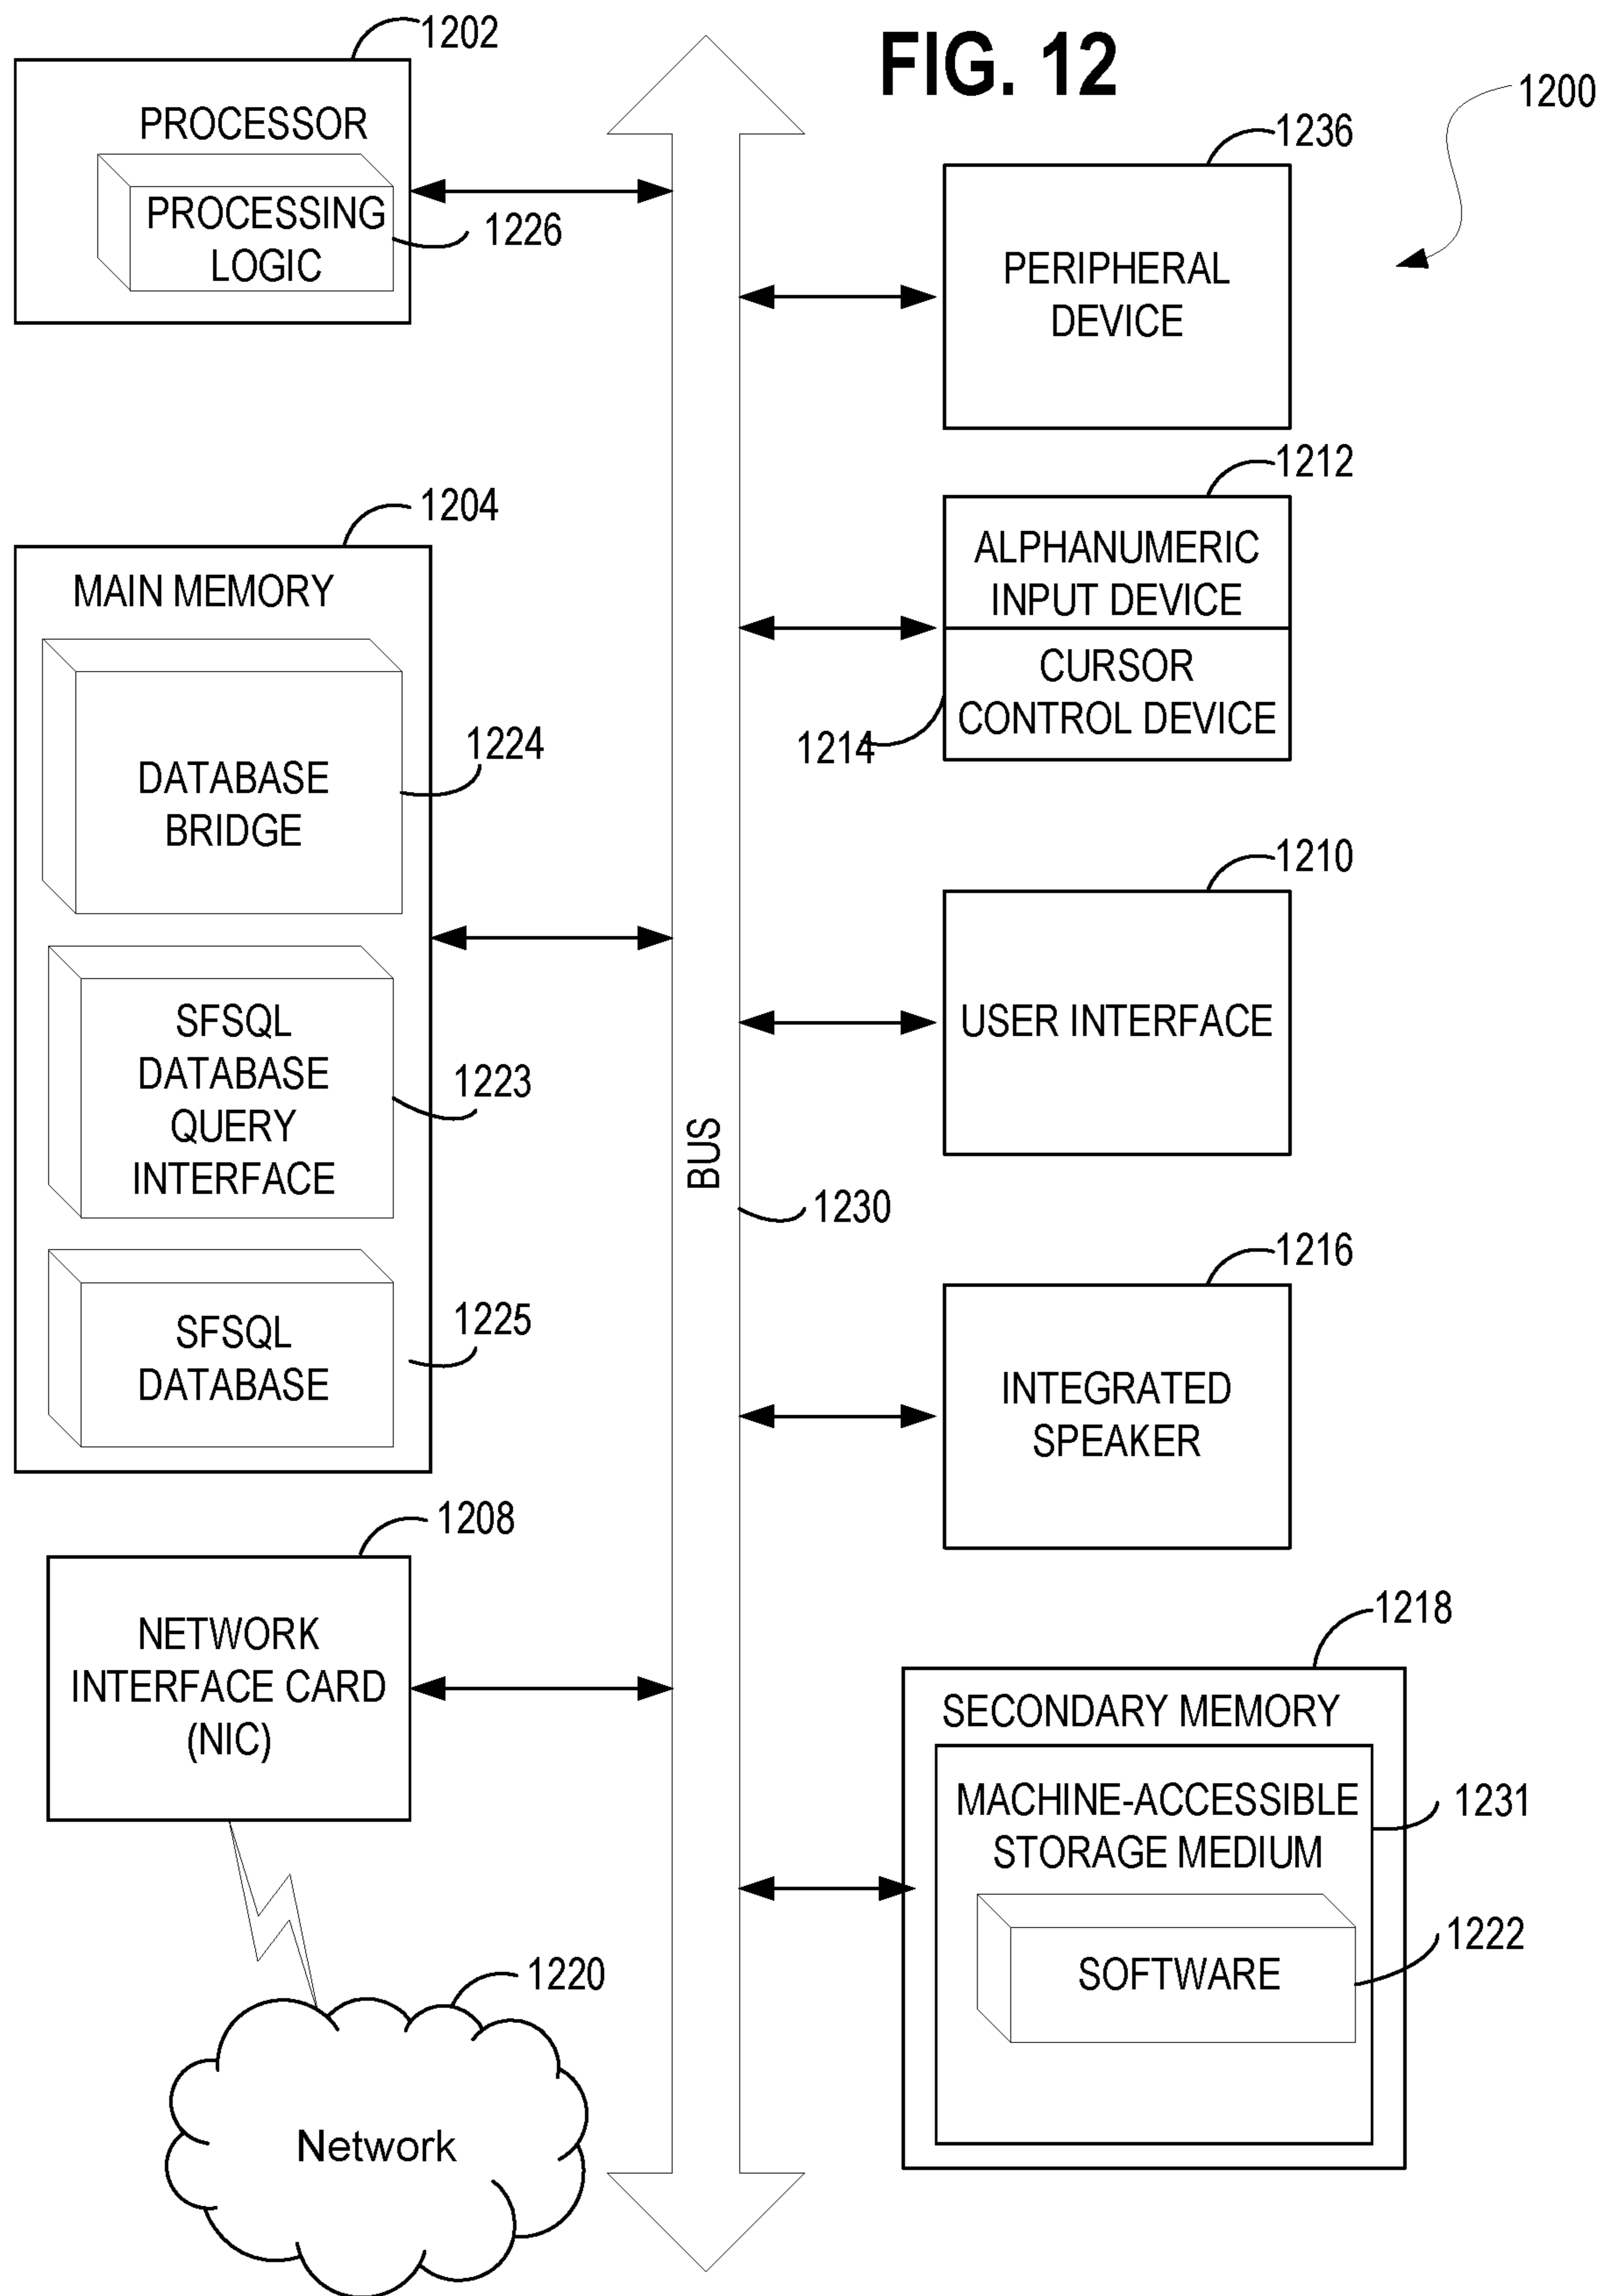 FIG. 12
1200
1202
PROCESSOR
PROCESSING
LOGIC
1226
1204
MAIN MEMORY
DATABASE
BRIDGE
1224
SFSQL
DATABASE
QUERY
INTERFACE
1223
SFSQL
DATABASE
1225
1208
NETWORK
INTERFACE CARD
(NIC)
1220
Network
BUS
1230
1236
PERIPHERAL
DEVICE
1212
ALPHANUMERIC
INPUT DEVICE
CURSOR
CONTROL DEVICE
1214
1210
USER INTERFACE
1216
INTEGRATED
SPEAKER
1218
SECONDARY MEMORY
MACHINE-ACCESSIBLE
STORAGE MEDIUM
1231
SOFTWARE
1222